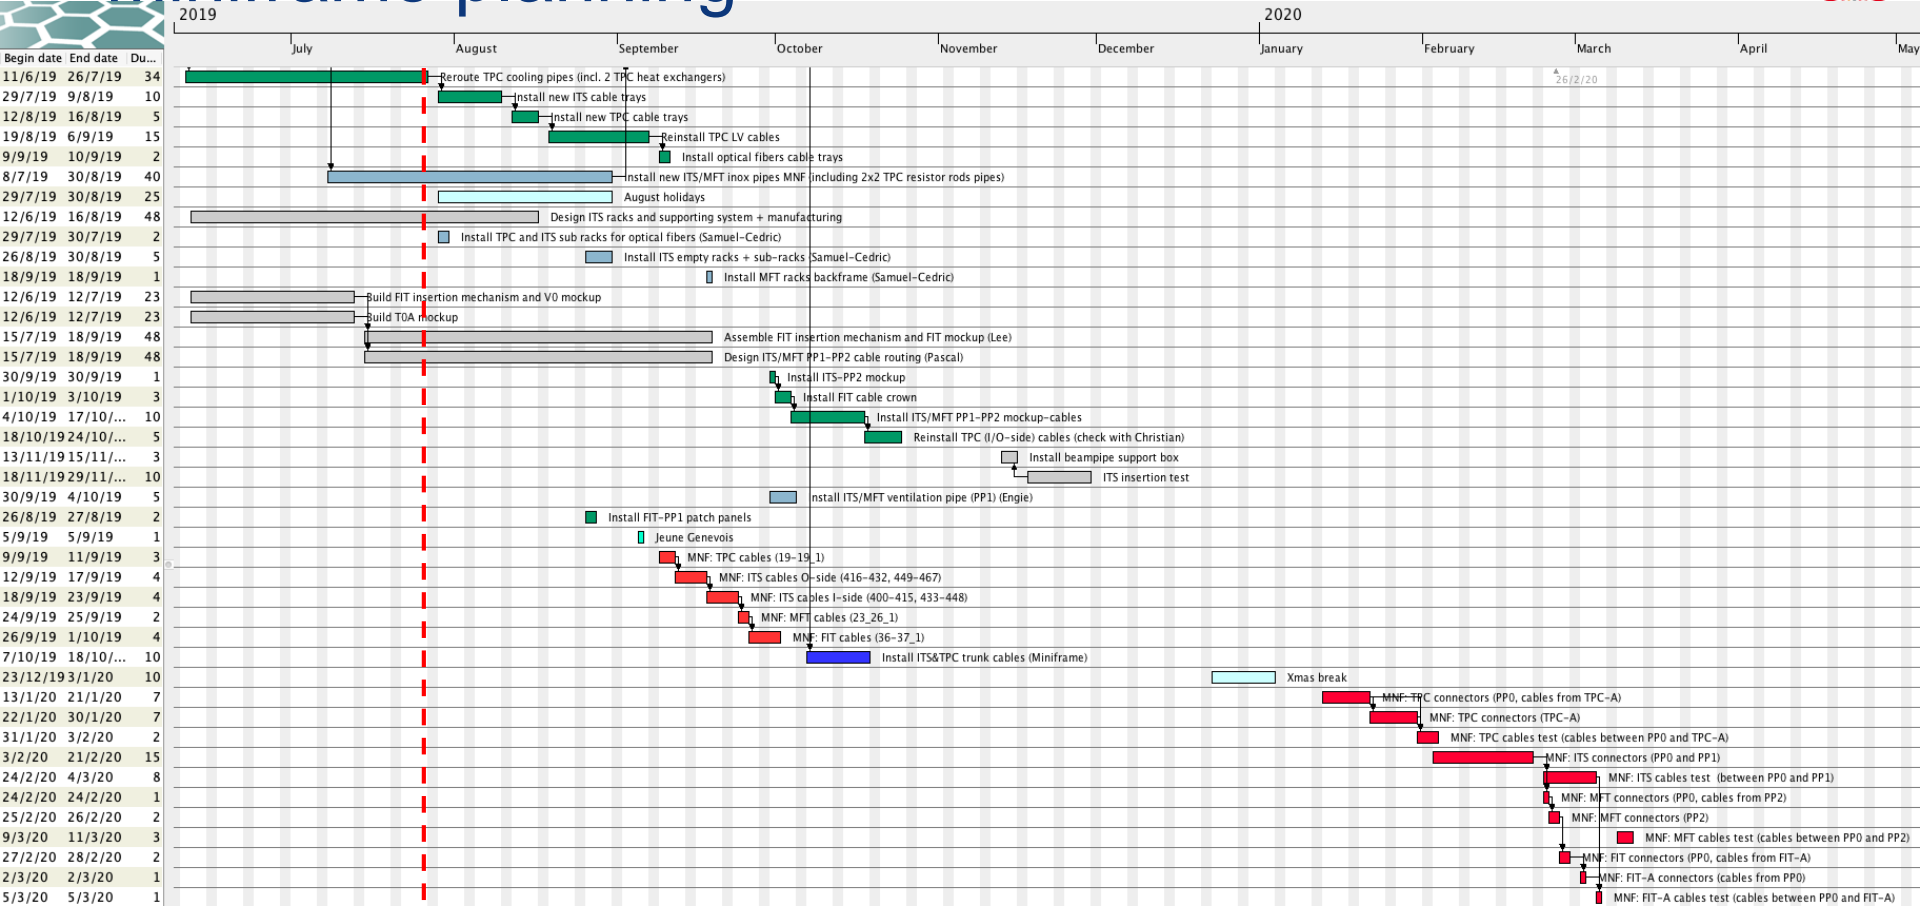 Miniframe planning
2019
2020
July August September October November December January February March April May
Begin date End date Du...
26/2/20
11/6/19 26/7/19 34 Reroute TPC cooling pipes (incl. 2 TPC heat exchangers)
29/7/19 9/8/19 10 Install new ITS cable trays
12/8/19 16/8/19 5 Install new TPC cable trays
19/8/19 6/9/19 15 Reinstall TPC LV cables
9/9/19 10/9/19 2 Install optical fibers cable trays
8/7/19 30/8/19 40 Install new ITS/MFT inox pipes MNF (including 2x2 TPC resistor rods pipes)
29/7/19 30/8/19 25 August holidays
12/6/19 16/8/19 48 Design ITS racks and supporting system + manufacturing
29/7/19 30/7/19 2 Install TPC and ITS sub racks for optical fibers (Samuel-Cedric)
26/8/19 30/8/19 5 Install ITS empty racks + sub-racks (Samuel-Cedric)
18/9/19 18/9/19 1 Install MFT racks backframe (Samuel-Cedric)
12/6/19 12/7/19 23 Build FIT insertion mechanism and V0 mockup
12/6/19 12/7/19 23 Build T0A mockup
15/7/19 18/9/19 48 Assemble FIT insertion mechanism and FIT mockup (Lee)
15/7/19 18/9/19 48 Design ITS/MFT PP1-PP2 cable routing (Pascal)
30/9/19 30/9/19 1 Install ITS-PP2 mockup
1/10/19 3/10/19 3 Install FIT cable crown
4/10/19 17/10/... 10 Install ITS/MFT PP1-PP2 mockup-cables
18/10/19 24/10/... 5 Reinstall TPC (I/O-side) cables (check with Christian)
13/11/19 15/11/... 3 Install beampipe support box
18/11/19 29/11/... 10 ITS insertion test
30/9/19 4/10/19 5 Install ITS/MFT ventilation pipe (PP1) (Engie)
26/8/19 27/8/19 2 Install FIT-PP1 patch panels
5/9/19 5/9/19 1 Jeune Genevois
9/9/19 11/9/19 3 MNF: TPC cables (19-19_1)
12/9/19 17/9/19 4 MNF: ITS cables O-side (416-432, 449-467)
18/9/19 23/9/19 4 MNF: ITS cables I-side (400-415, 433-448)
24/9/19 25/9/19 2 MNF: MFT cables (23_26_1)
26/9/19 1/10/19 4 MNF: FIT cables (36-37_1)
7/10/19 18/10/... 10 Install ITS&TPC trunk cables (Miniframe)
23/12/19 3/1/20 10 Xmas break
13/1/20 21/1/20 7 MNF: TPC connectors (PP0, cables from TPC-A)
22/1/20 30/1/20 7 MNF: TPC connectors (TPC-A)
31/1/20 3/2/20 2 MNF: TPC cables test (cables between PP0 and TPC-A)
3/2/20 21/2/20 15 MNF: ITS connectors (PP0 and PP1)
24/2/20 4/3/20 8 MNF: ITS cables test (between PP0 and PP1)
24/2/20 24/2/20 1 MNF: MFT connectors (PP0, cables from PP2)
25/2/20 26/2/20 2 MNF: MFT connectors (PP2)
9/3/20 11/3/20 3 MNF: MFT cables test (cables between PP0 and PP2)
27/2/20 28/2/20 2 MNF: FIT connectors (PP0, cables from FIT-A)
2/3/20 2/3/20 1 MNF: FIT-A connectors (cables from PP0)
5/3/20 5/3/20 1 MNF: FIT-A cables test (cables between PP0 and FIT-A)